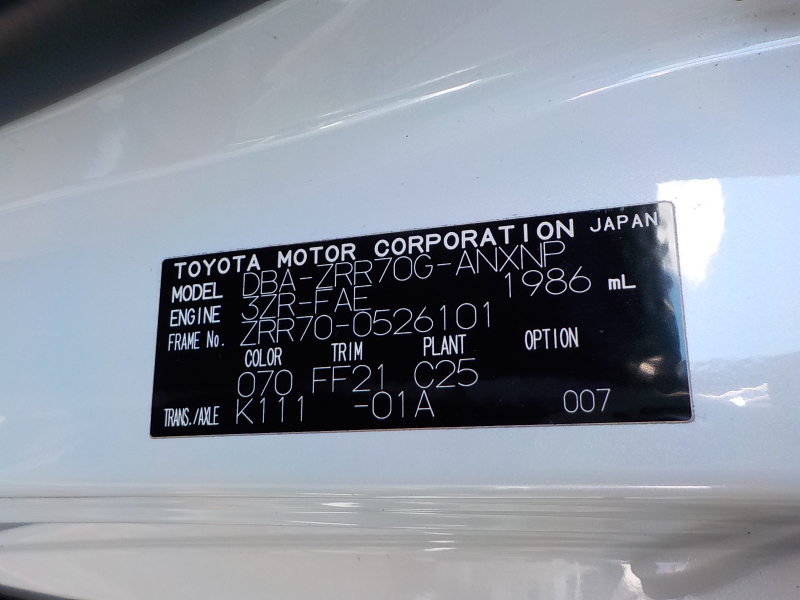 TOYOTA MOTOR CORPORATION JAPAN
MODEL DBA-ZRR70G-ANXNP
ENGINE 3ZR-FAE 1986 mL
FRAME No. ZRR70-0526101
COLOR TRIM PLANT OPTION
070 FF21 C25
TRANS./AXLE K111 -01A 007